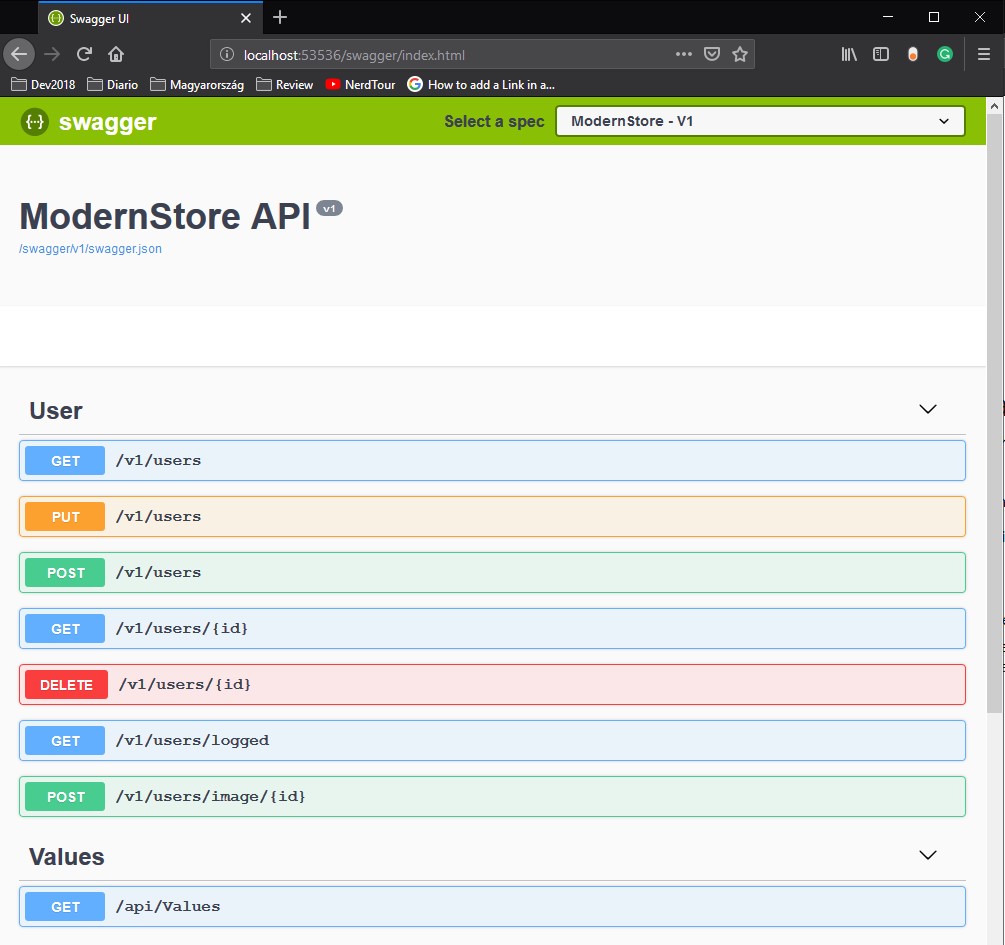 Swagger UI
localhost:53536/swagger/index.html
Dev2018 Diario Magyarország Review NerdTour How to add a Link in a...
swagger Select a spec ModernStore - V1
ModernStore API v1
/swagger/v1/swagger.json
User
GET /v1/users
PUT /v1/users
POST /v1/users
GET /v1/users/{id}
DELETE /v1/users/{id}
GET /v1/users/logged
POST /v1/users/image/{id}
Values
GET /api/Values